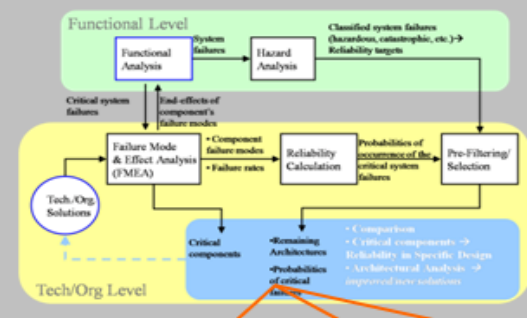 Functional Level
System
failures
Classified system failures
(hazardous, catastrophic, etc.)→
Reliability targets
Functional
Analysis
Hazard
Analysis
Critical system
failures
End-effects of
component's
failure modes
Failure Mode
& Effect Analysis
(FMEA)
• Component
failure modes
• Failure rates
Reliability
Calculation
Probabilities of
occurrence of the
critical system
failures
Pre-Filtering/
Selection
Tech./Org.
Solutions
Critical
components
•Remaining
Architectures
•Probabilities
of critical
failures
• Comparison
• Critical components →
Reliability in Specific Design
• Architectural Analysis →
improved new solutions
Tech/Org Level